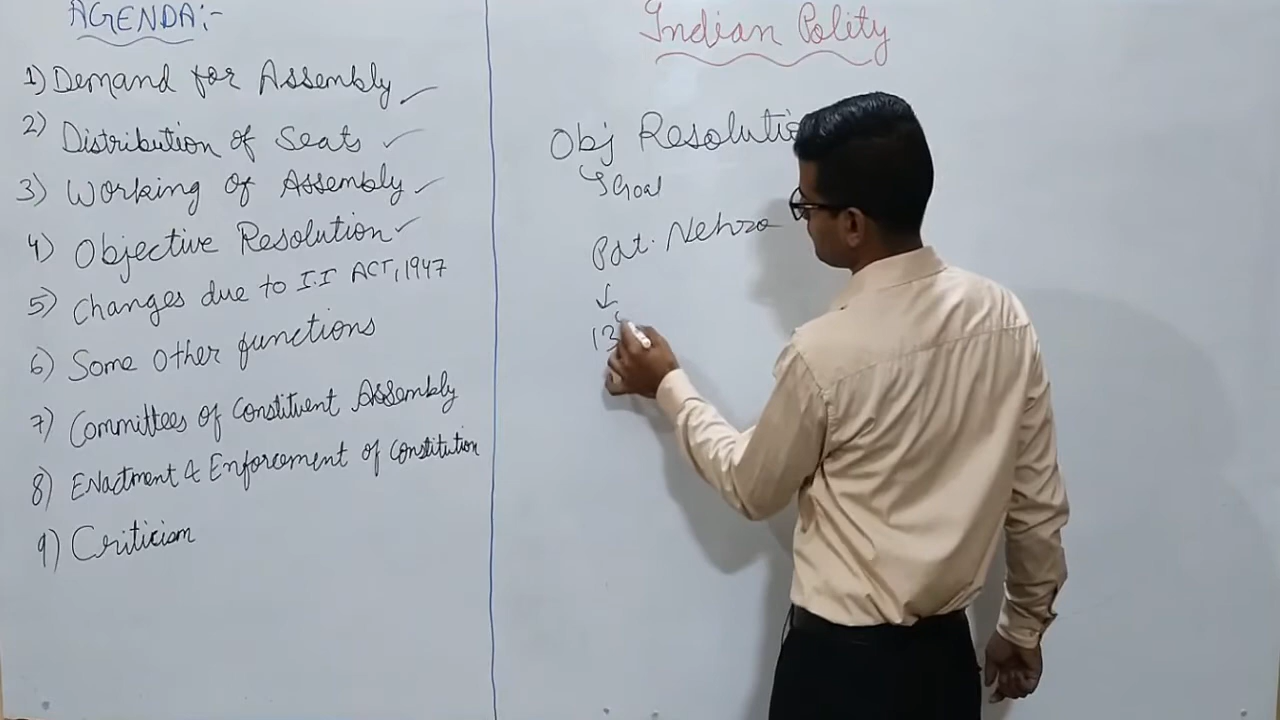 AGENDA:-
1) Demand for Assembly
2) Distribution of Seats
3) Working of Assembly
4) Objective Resolution
5) Changes due to I.I ACT, 1947
6) Some other functions
7) Committees of Constituent Assembly
8) Enactment & Enforcement of Constitution
9) Criticism
Indian Polity
Obj Resolutio
Goal
Pdt. Nehru
13